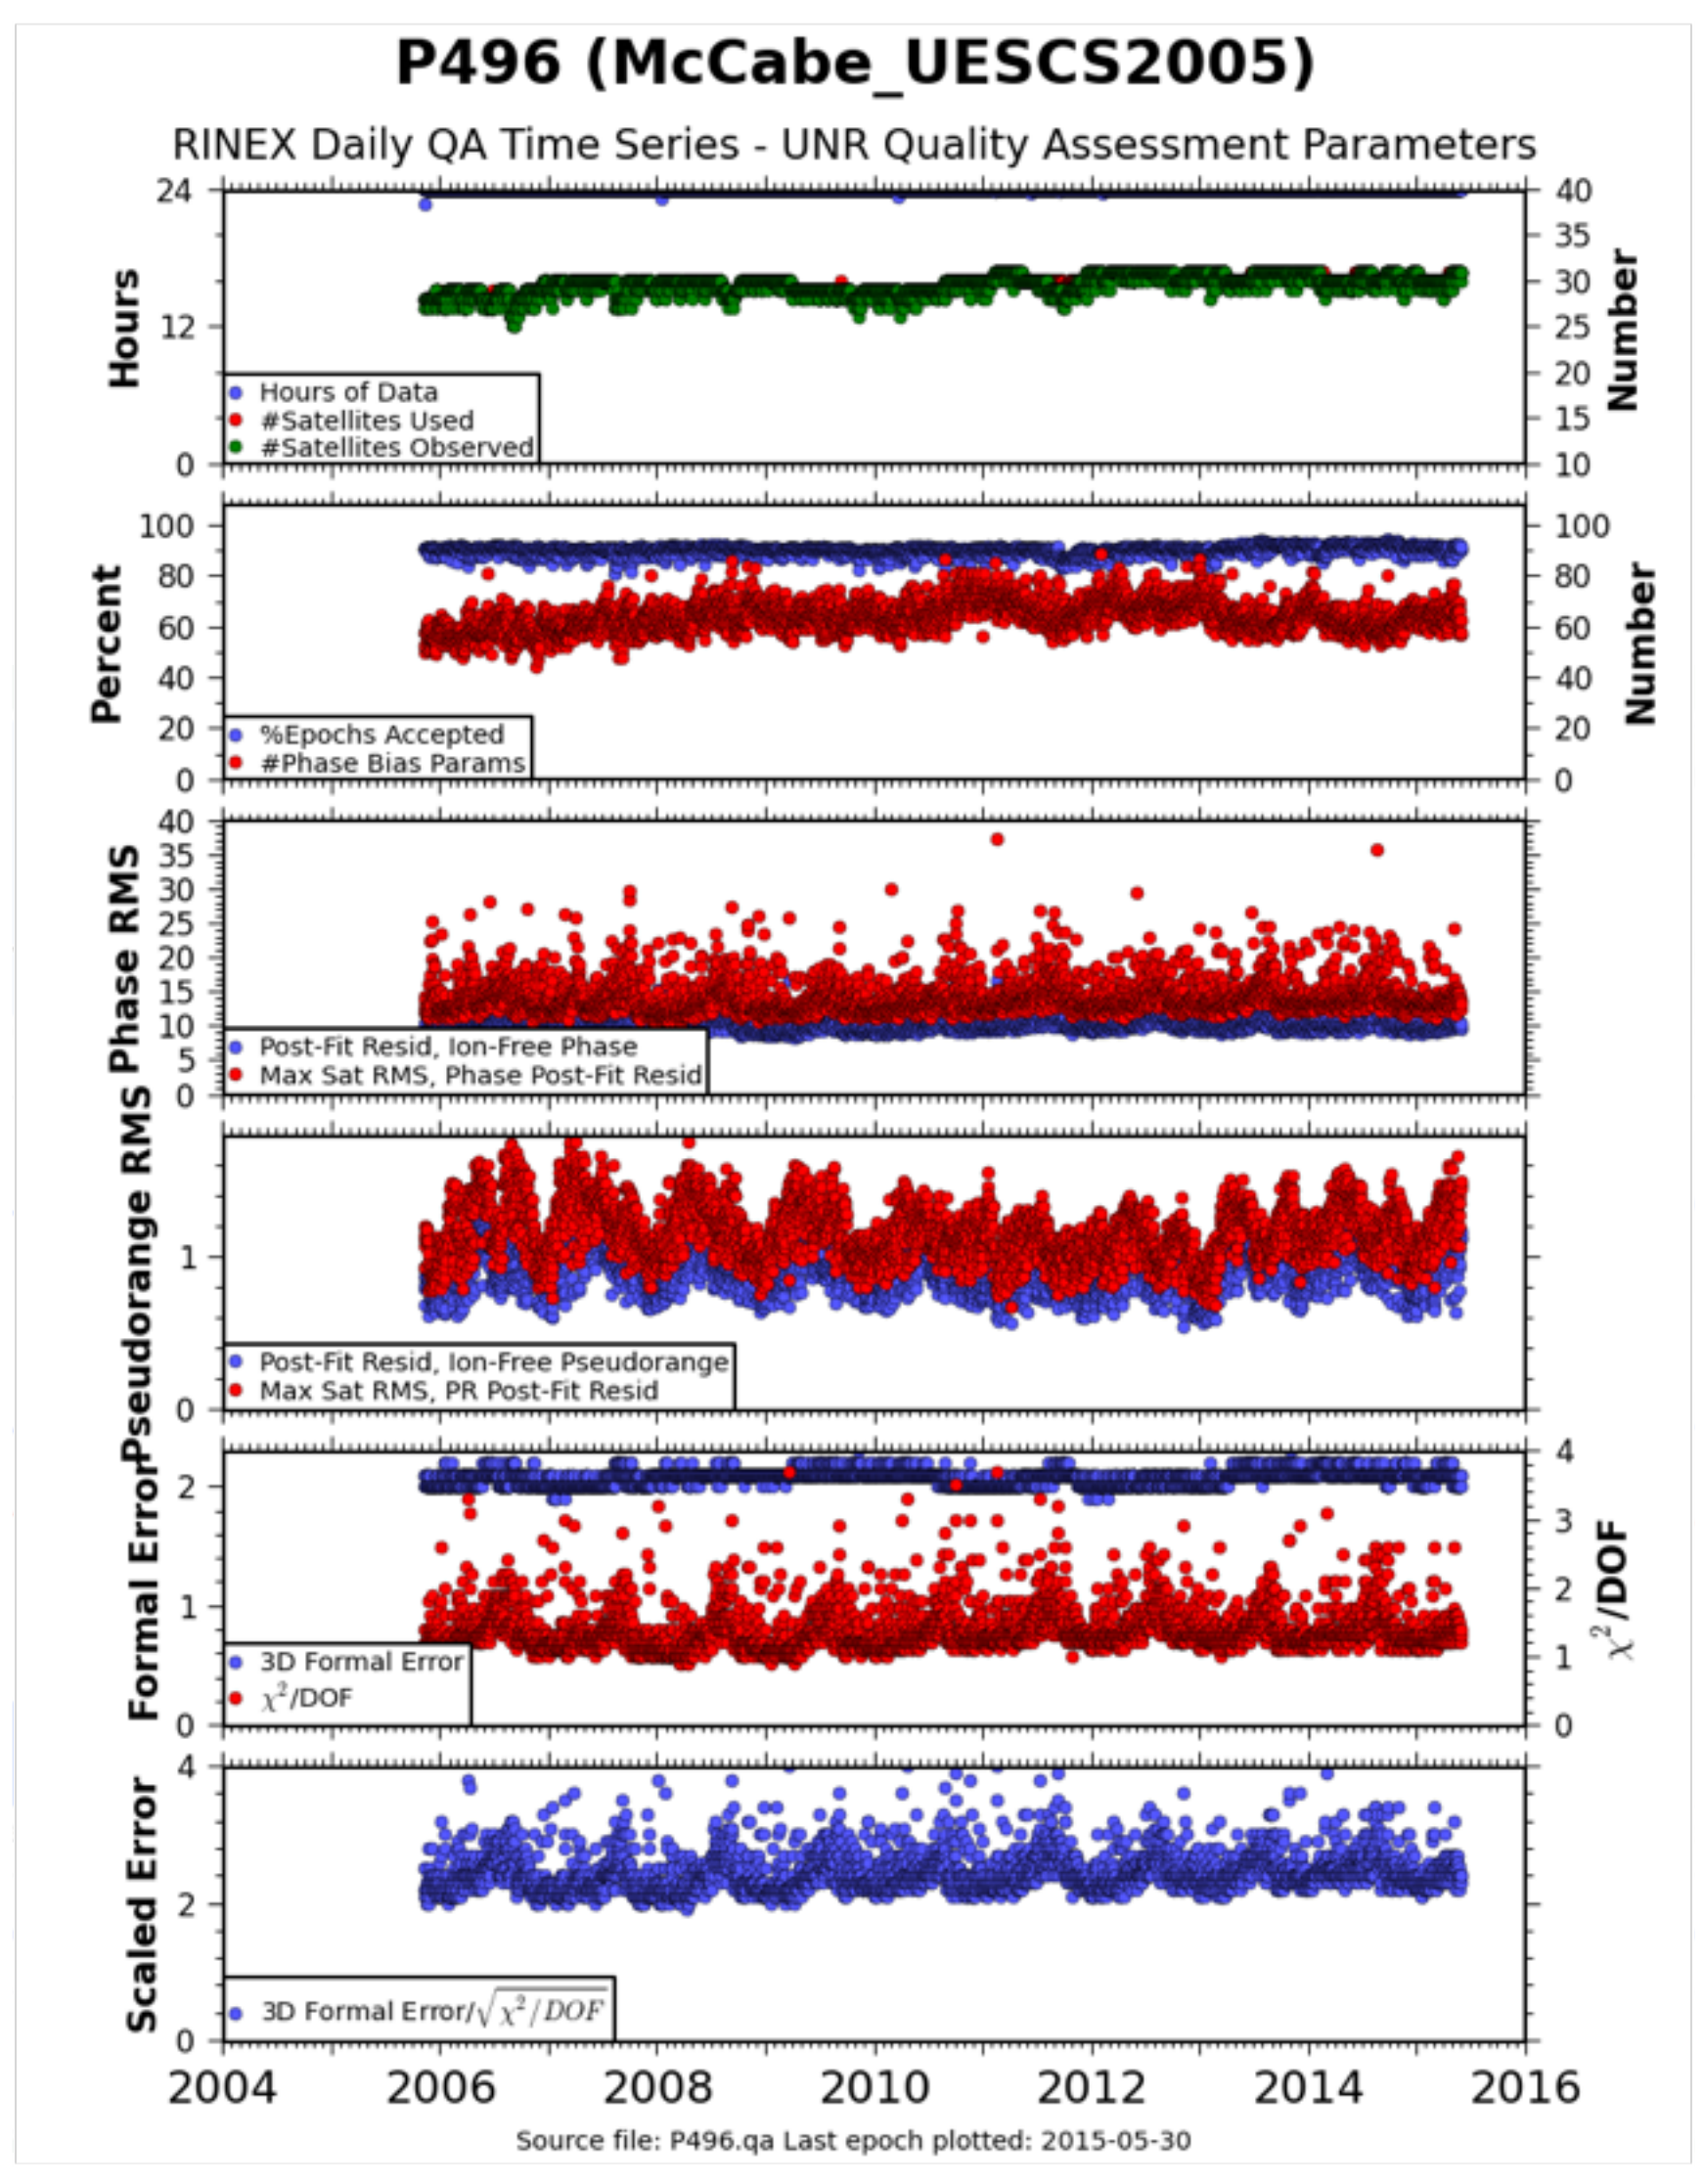 P496 (McCabe_UESCS2005)
RINEX Daily QA Time Series - UNR Quality Assessment Parameters
24
12
0
Hours
40
35
30
25
20
15
10
Number
Hours of Data
#Satellites Used
#Satellites Observed
100
80
60
40
20
0
Percent
100
80
60
40
20
0
Number
%Epochs Accepted
#Phase Bias Params
40
35
30
25
20
15
10
5
0
Phase RMS
Post-Fit Resid, Ion-Free Phase
Max Sat RMS, Phase Post-Fit Resid
1
0
Pseudorange RMS
Post-Fit Resid, Ion-Free Pseudorange
Max Sat RMS, PR Post-Fit Resid
2
1
0
Formal Error
4
3
2
1
0
χ²/DOF
3D Formal Error
χ²/DOF
4
2
0
Scaled Error
3D Formal Error/√χ²/DOF
2004 2006 2008 2010 2012 2014 2016
Source file: P496.qa Last epoch plotted: 2015-05-30